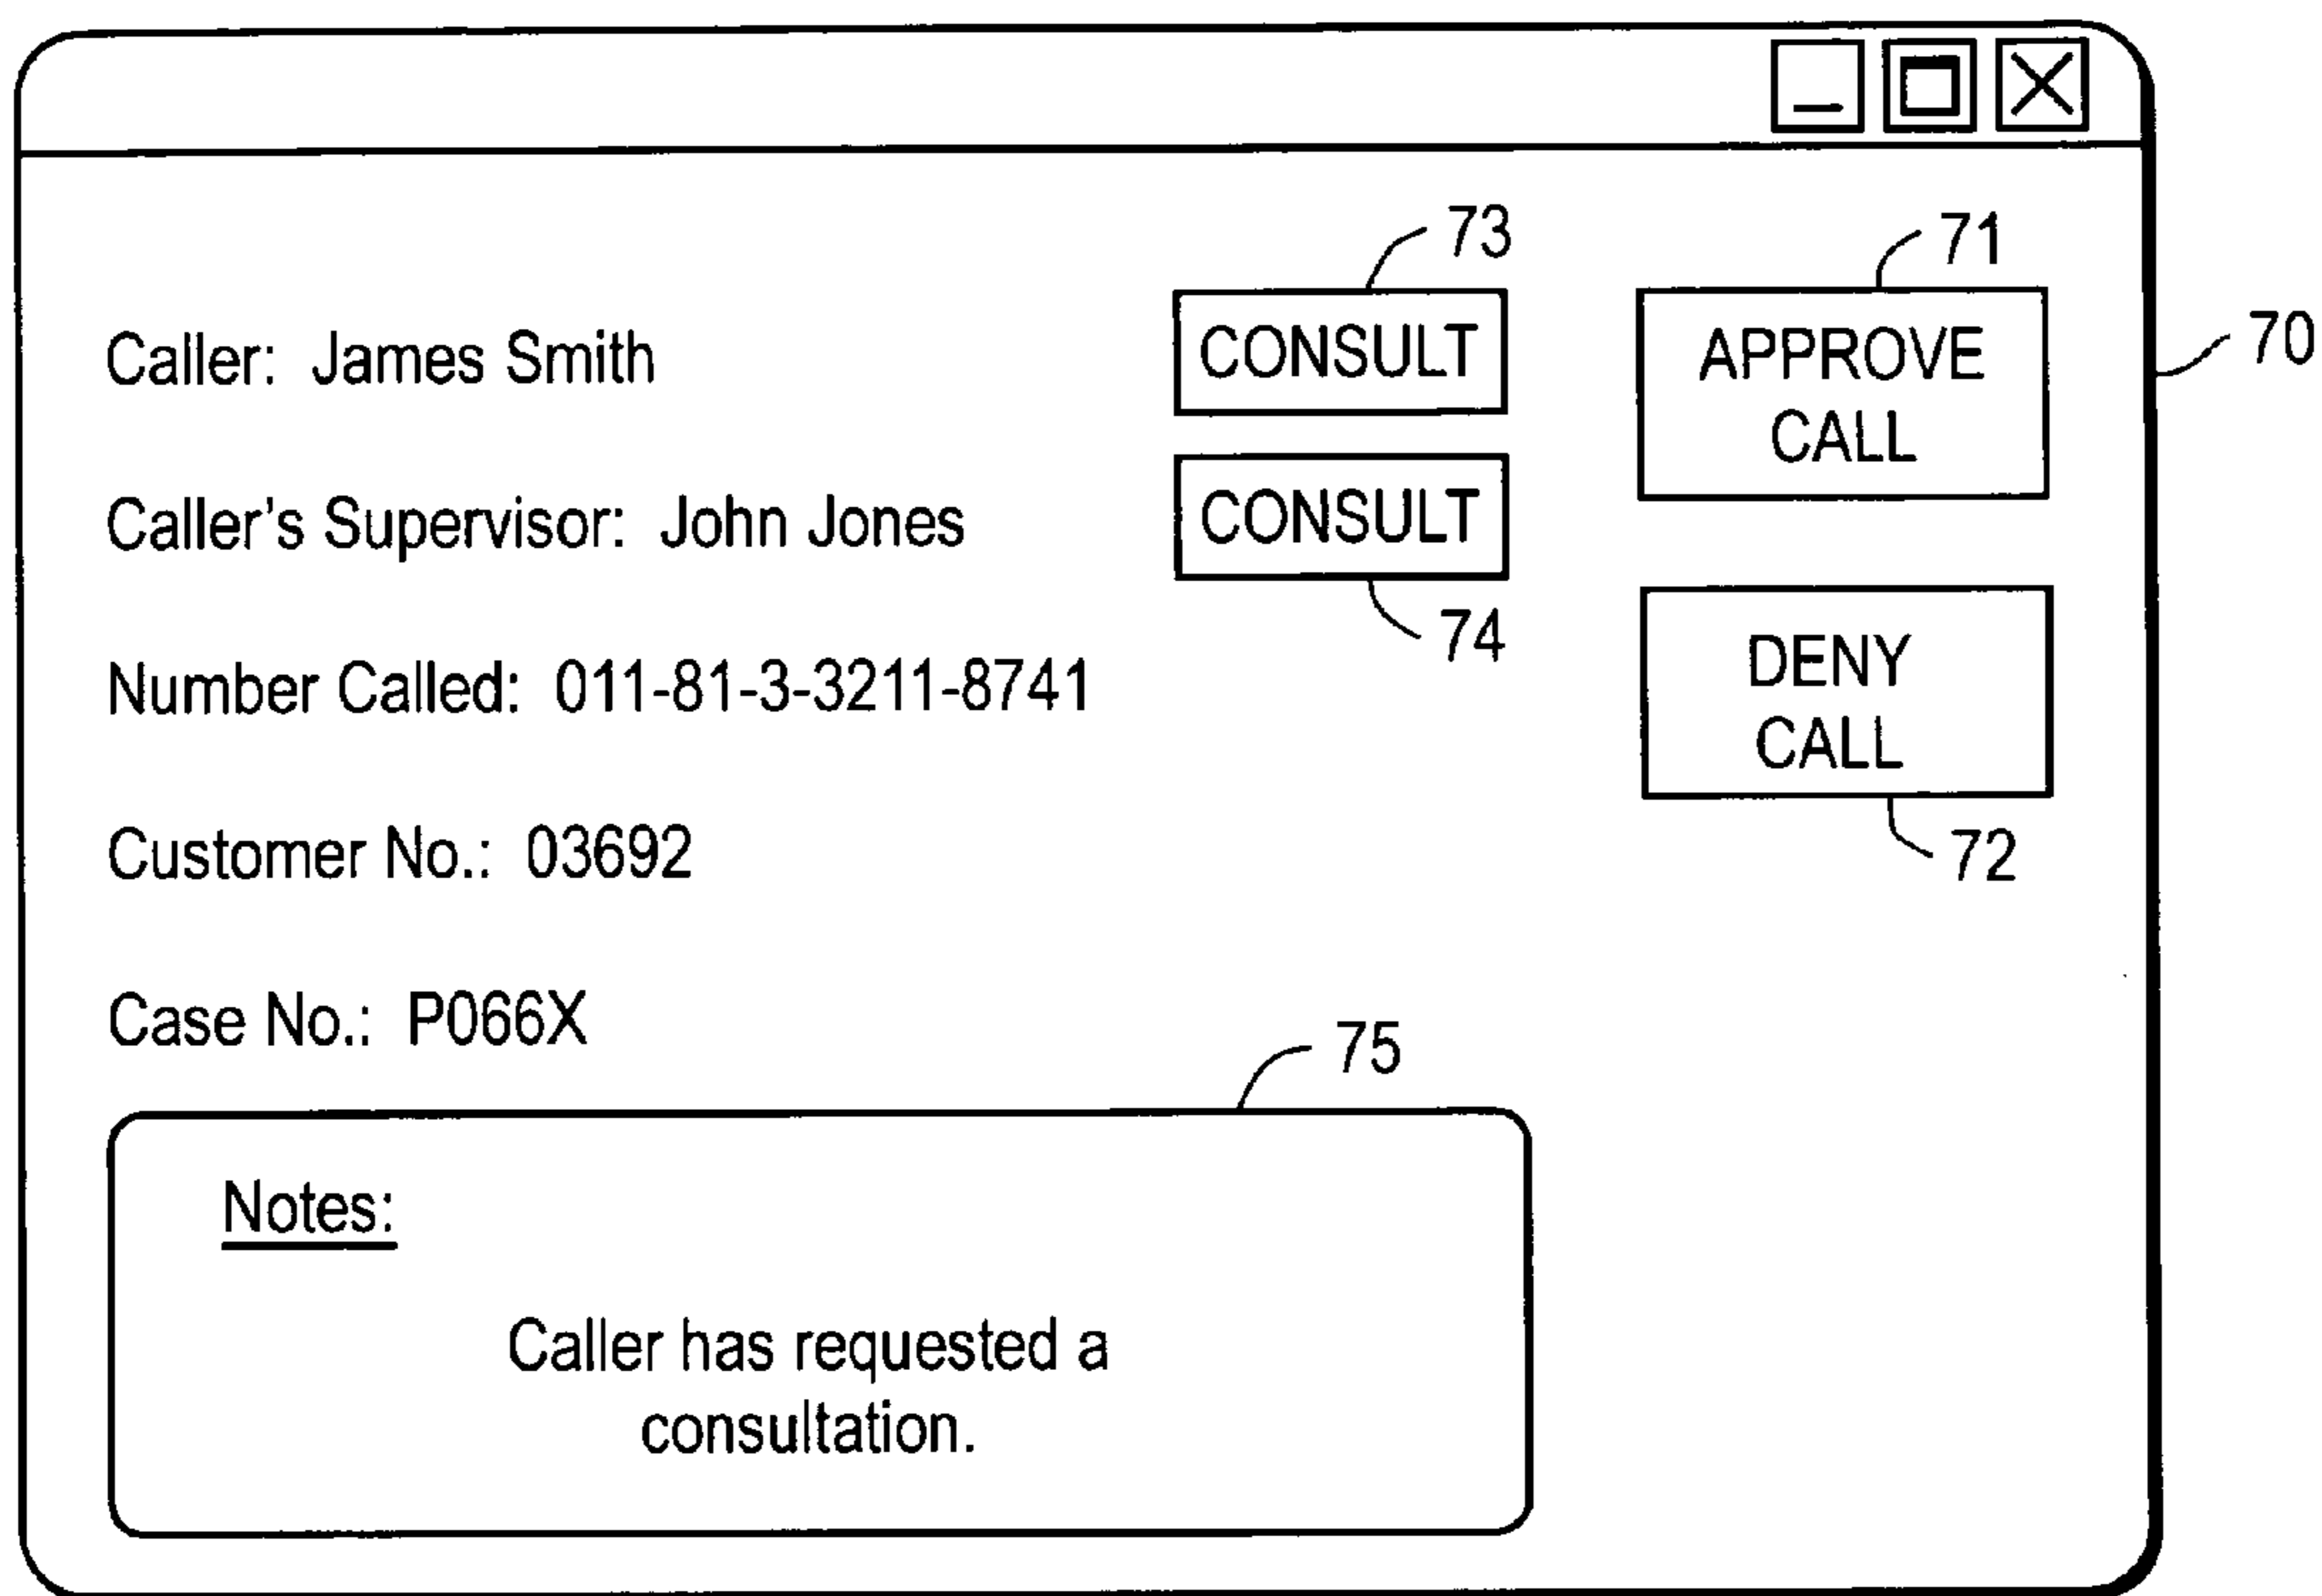 73
71
70
Caller: James Smith
CONSULT
APPROVE
CALL
Caller's Supervisor: John Jones
CONSULT
74
Number Called: 011-81-3-3211-8741
DENY
CALL
72
Customer No.: 03692
Case No.: P066X
75
Notes:
Caller has requested a
consultation.